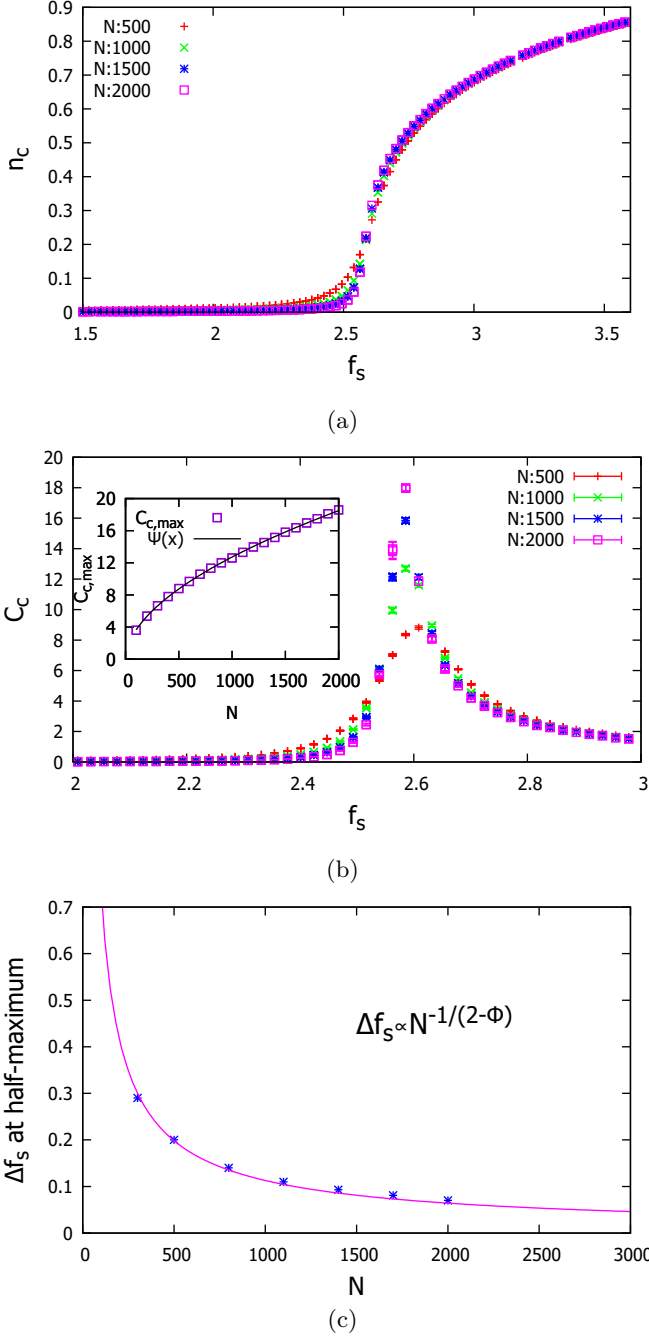 0.9
0.8
0.7
0.6
0.5
0.4
0.3
0.2
0.1
0
n_c
N:500
N:1000
N:1500
N:2000
1.5 2 2.5 3 3.5
f_s
(a)
20
18
16
14
12
10
8
6
4
2
0
C_c
N:500
N:1000
N:1500
N:2000
20
16
12
8
4
0
C_c,max
C_c,max
Ψ(x)
0 500 1000 1500 2000
N
2 2.2 2.4 2.6 2.8 3
f_s
(b)
0.7
0.6
0.5
0.4
0.3
0.2
0.1
0
Δf_s at half-maximum
Δf_s∝N^-1/(2-Φ)
0 500 1000 1500 2000 2500 3000
N
(c)